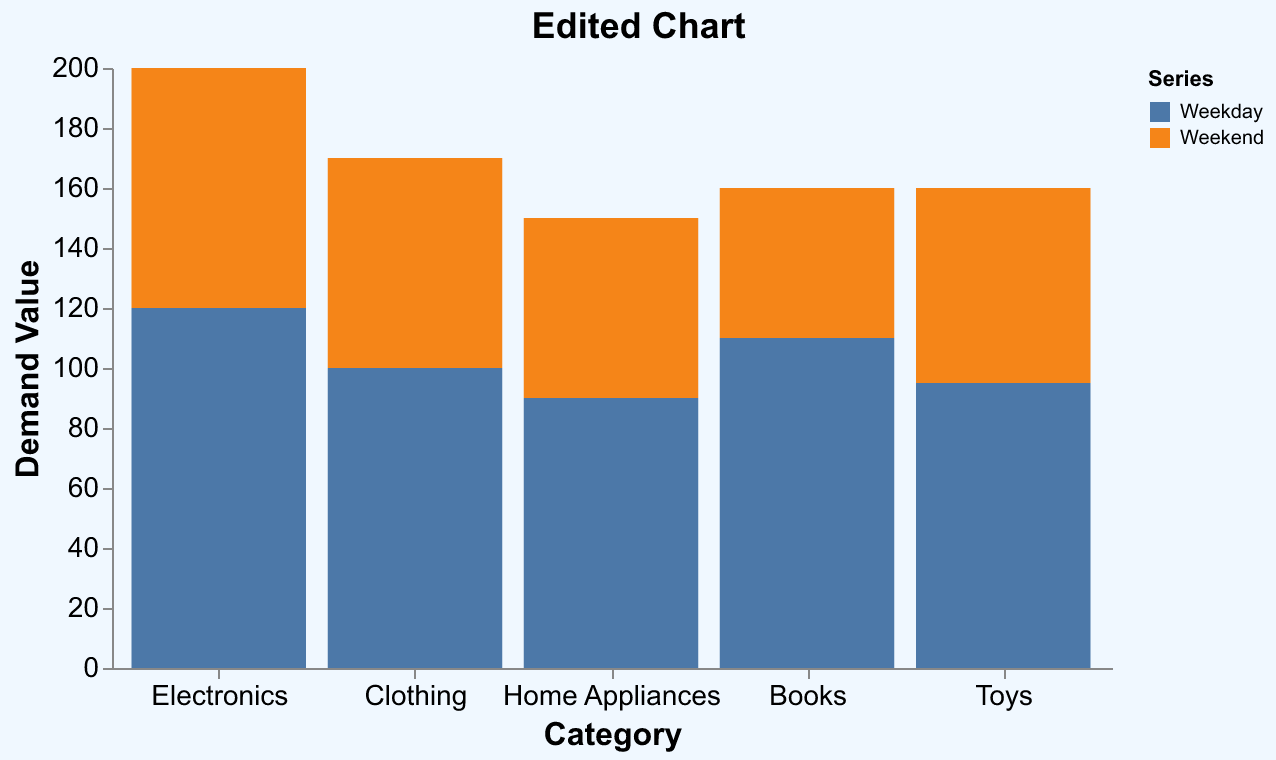 Edited Chart
Demand Value
200
180
160
140
120
100
80
60
40
20
0
Electronics Clothing Home Appliances Books Toys
Category
Series
Weekday
Weekend